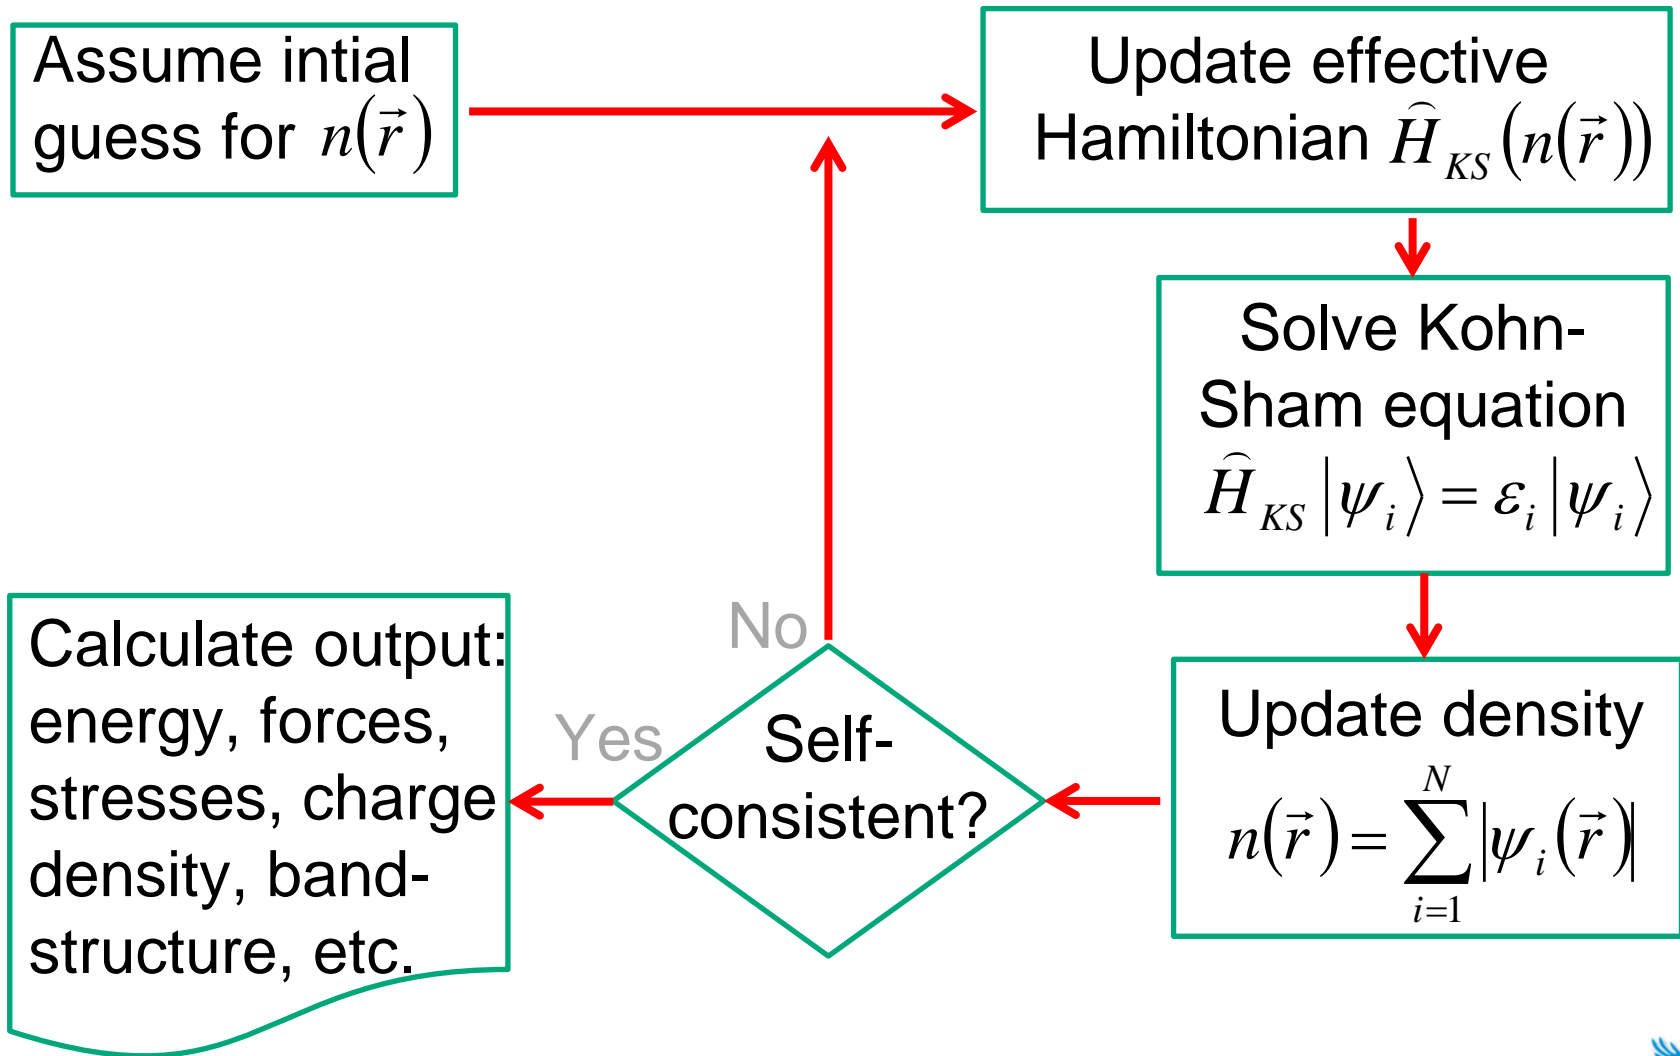 Assume intial
guess for n(r⃗)
Update effective
Hamiltonian Ĥ_KS(n(r⃗))
Solve Kohn-
Sham equation
Ĥ_KS|ψ_i⟩ = ε_i|ψ_i⟩
Update density
n(r⃗) = ∑_{i=1}^{N} |ψ_i(r⃗)|
Self-
consistent?
No
Yes
Calculate output:
energy, forces,
stresses, charge
density, band-
structure, etc.